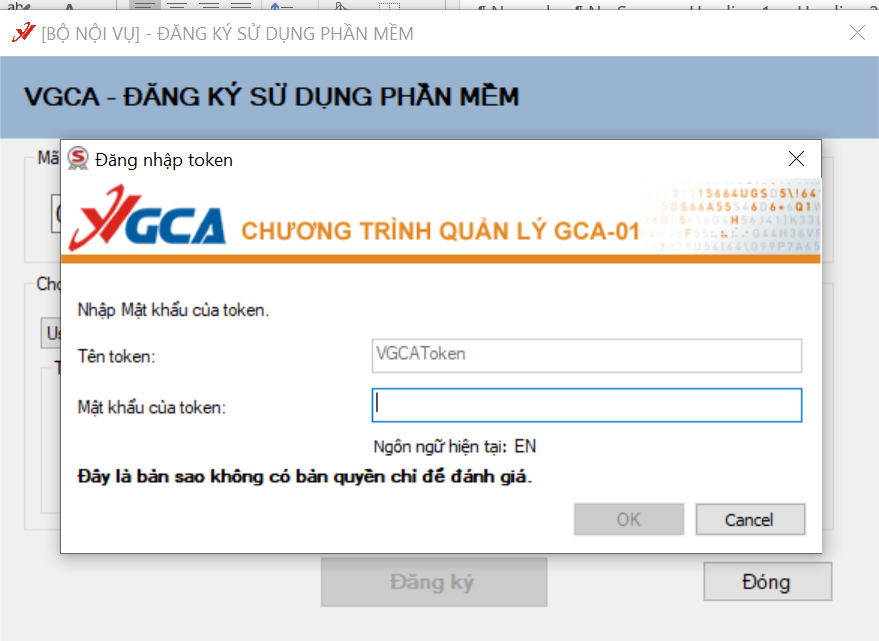 [BỘ NỘI VỤ] - ĐĂNG KÝ SỬ DỤNG PHẦN MỀM
VGCA - ĐĂNG KÝ SỬ DỤNG PHẦN MỀM
Mã
Đăng nhập token
VGCA CHƯƠNG TRÌNH QUẢN LÝ GCA-01
Nhập Mật khẩu của token.
Tên token: VGCAToken
Mật khẩu của token:
Ngôn ngữ hiện tại: EN
Đây là bản sao không có bản quyền chỉ để đánh giá.
OK Cancel
Đăng ký Đóng